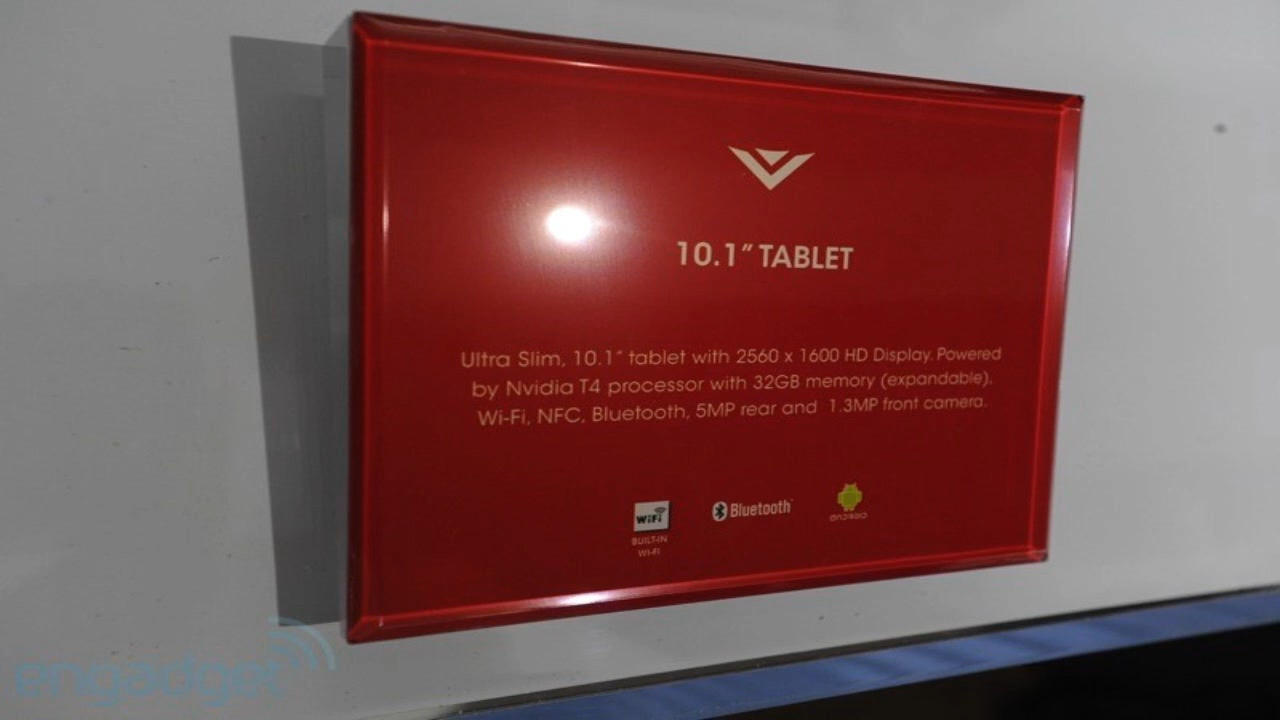 10.1" TABLET
Ultra Slim, 10.1" tablet with 2560 x 1600 HD Display. Powered
by Nvidia T4 processor with 32GB memory (expandable),
Wi-Fi, NFC, Bluetooth, 5MP rear and 1.3MP front camera.
WiFi
BUILT-IN
WI-FI
Bluetooth
ANDROID
engadget